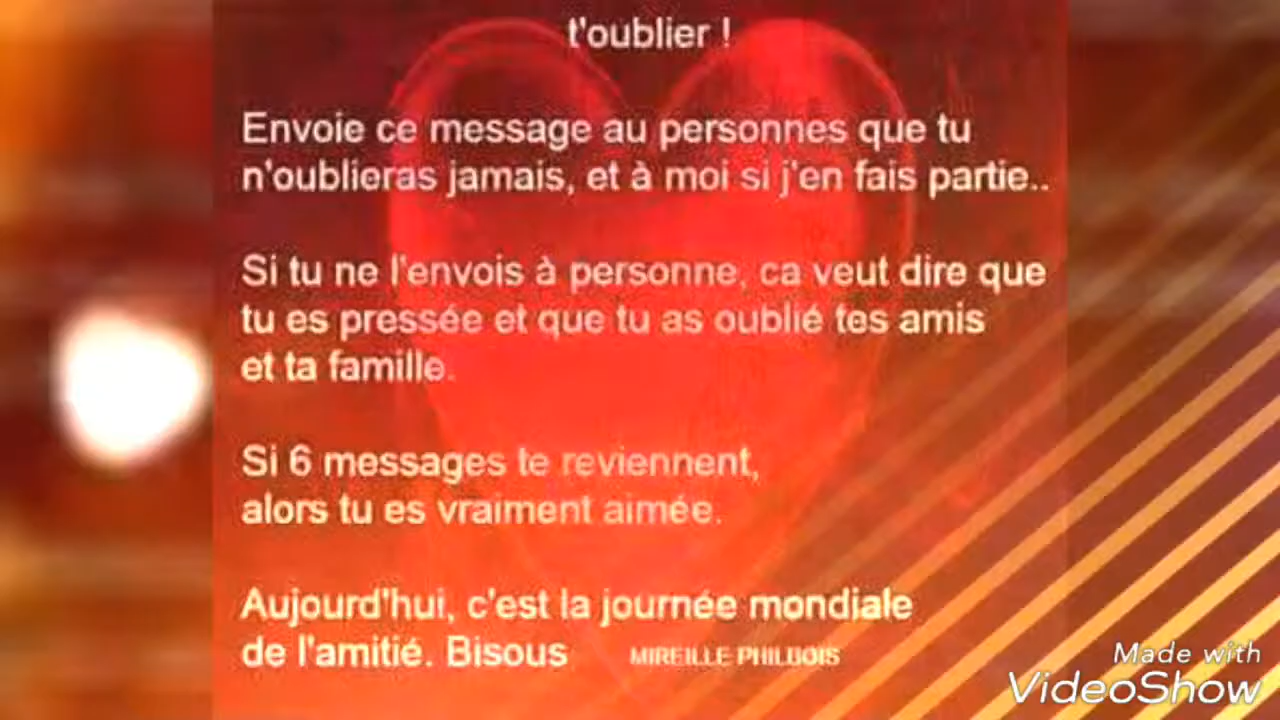 t'oublier !
Envoie ce message au personnes que tu
n'oublieras jamais, et à moi si j'en fais partie..
Si tu ne l'envois à personne, ca veut dire que
tu es pressée et que tu as oublié tes amis
et ta famille.
Si 6 messages te reviennent,
alors tu es vraiment aimée.
Aujourd'hui, c'est la journée mondiale
de l'amitié. Bisous MIREILLE PHILBOIS
Made with
VideoShow